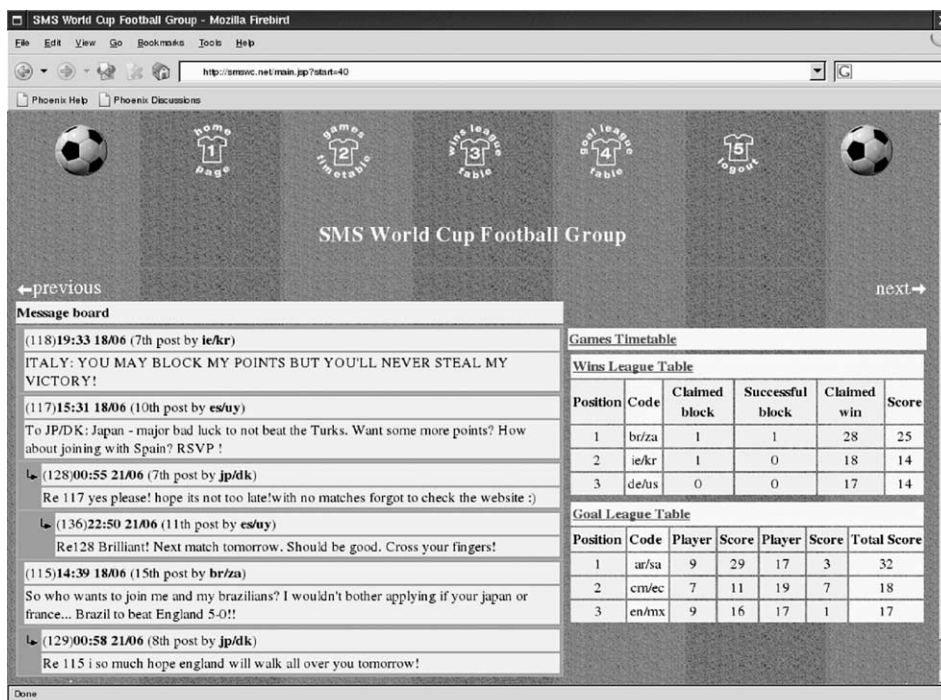 SMS World Cup Football Group - Mozilla Firebird
File Edit View Go Bookmarks Tools Help
http://smswc.net/main.jsp?start=40
G
Phoenix Help Phoenix Discussions
home 1 page
games 2 timetable
wins league 3 table
goal league 4 table
5 logout
SMS World Cup Football Group
←previous
next→
Message board
(118)19:33 18/06 (7th post by ie/kr)
ITALY: YOU MAY BLOCK MY POINTS BUT YOU'LL NEVER STEAL MY
VICTORY!
(117)15:31 18/06 (10th post by es/uy)
To JP/DK: Japan - major bad luck to not beat the Turks. Want some more points? How
about joining with Spain? RSVP !
(128)00:55 21/06 (7th post by jp/dk)
Re 117 yes please! hope its not too late!with no matches forgot to check the website :)
(136)22:50 21/06 (11th post by es/uy)
Re128 Brilliant! Next match tomorrow. Should be good. Cross your fingers!
(115)14:39 18/06 (15th post by br/za)
So who wants to join me and my brazilians? I wouldn't bother applying if your japan or
france... Brazil to beat England 5-0!!
(129)00:58 21/06 (8th post by jp/dk)
Re 115 i so much hope england will walk all over you tomorrow!
Games Timetable
Wins League Table
Position Code Claimed block Successful block Claimed win Score
1 br/za 1 1 28 25
2 ie/kr 1 0 18 14
3 de/us 0 0 17 14
Goal League Table
Position Code Player Score Player Score Total Score
1 ar/sa 9 29 17 3 32
2 cm/ec 7 11 19 7 18
3 en/mx 9 16 17 1 17
Done